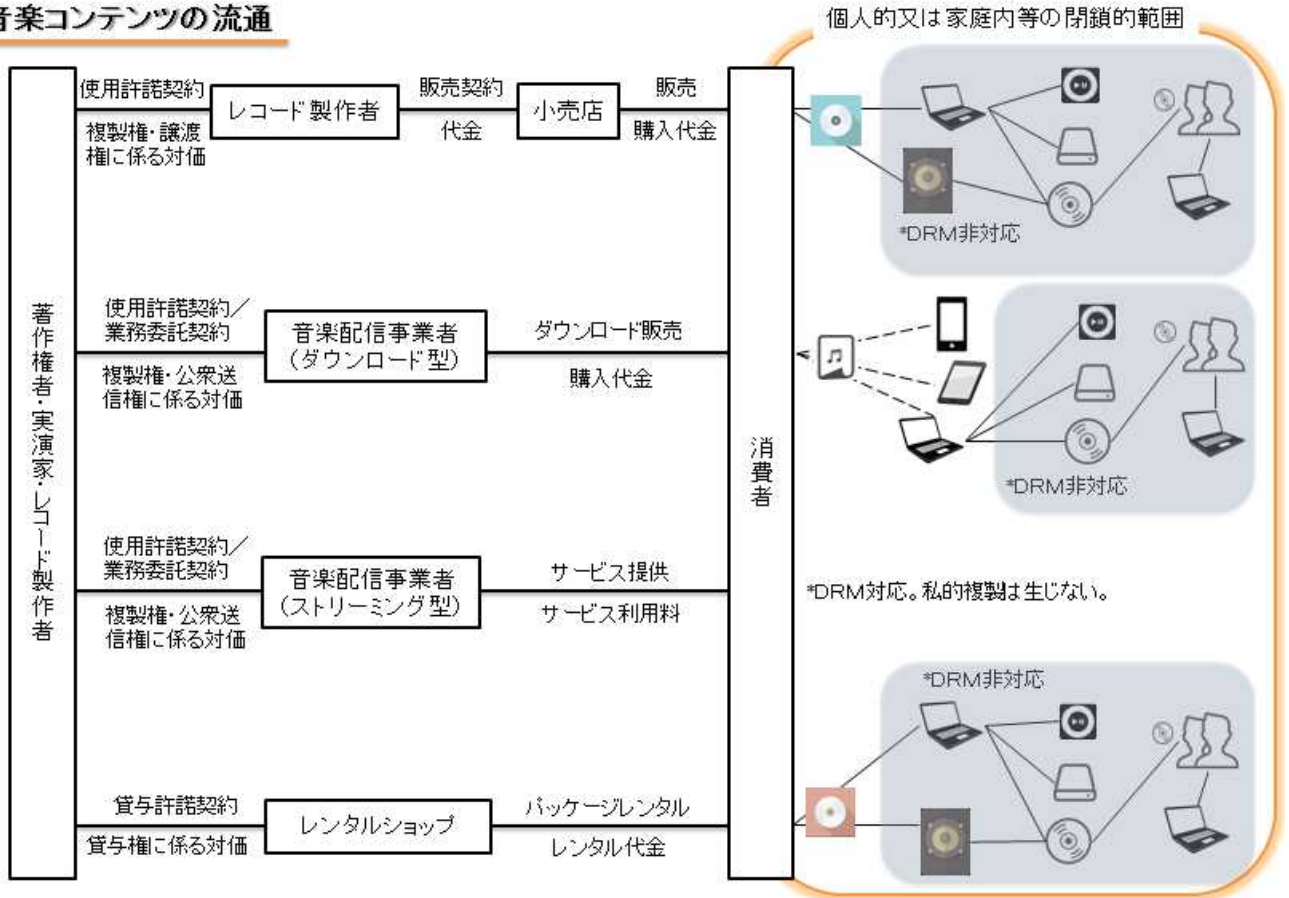 音楽コンテンツの流通
個人的又は家庭内等の閉鎖的範囲
著作権者・実演家・レコード製作者
使用許諾契約
複製権・譲渡
権に係る対価
レコード製作者
販売契約
代金
小売店
販売
購入代金
消費者
*DRM非対応
使用許諾契約/
業務委託契約
複製権・公衆送
信権に係る対価
音楽配信事業者
(ダウンロード型)
ダウンロード販売
購入代金
*DRM非対応
使用許諾契約/
業務委託契約
複製権・公衆送
信権に係る対価
音楽配信事業者
(ストリーミング型)
サービス提供
サービス利用料
*DRM対応。私的複製は生じない。
貸与許諾契約
貸与権に係る対価
レンタルショップ
パッケージレンタル
レンタル代金
*DRM非対応